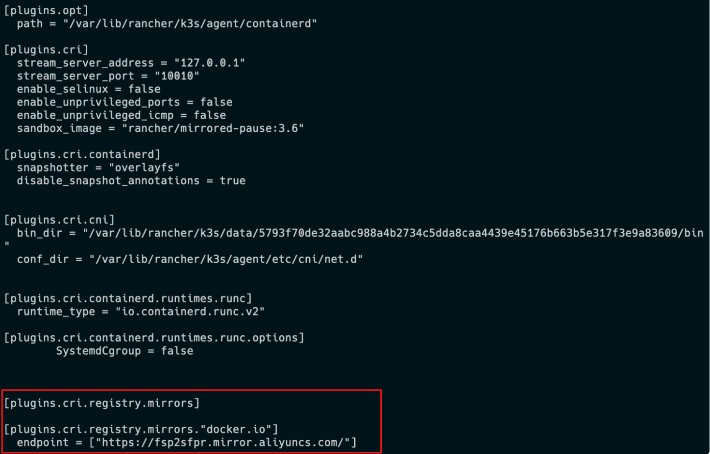 [plugins.opt]
  path = "/var/lib/rancher/k3s/agent/containerd"
[plugins.cri]
  stream_server_address = "127.0.0.1"
  stream_server_port = "10010"
  enable_selinux = false
  enable_unprivileged_ports = false
  enable_unprivileged_icmp = false
  sandbox_image = "rancher/mirrored-pause:3.6"
[plugins.cri.containerd]
  snapshotter = "overlayfs"
  disable_snapshot_annotations = true
[plugins.cri.cni]
  bin_dir = "/var/lib/rancher/k3s/data/5793f70de32aabc988a4b2734c5dda8caa4439e45176b663b5e317f3e9a83609/bin
"
  conf_dir = "/var/lib/rancher/k3s/agent/etc/cni/net.d"
[plugins.cri.containerd.runtimes.runc]
  runtime_type = "io.containerd.runc.v2"
[plugins.cri.containerd.runtimes.runc.options]
        SystemdCgroup = false
[plugins.cri.registry.mirrors]
[plugins.cri.registry.mirrors."docker.io"]
  endpoint = ["https://fsp2sfpr.mirror.aliyuncs.com/"]